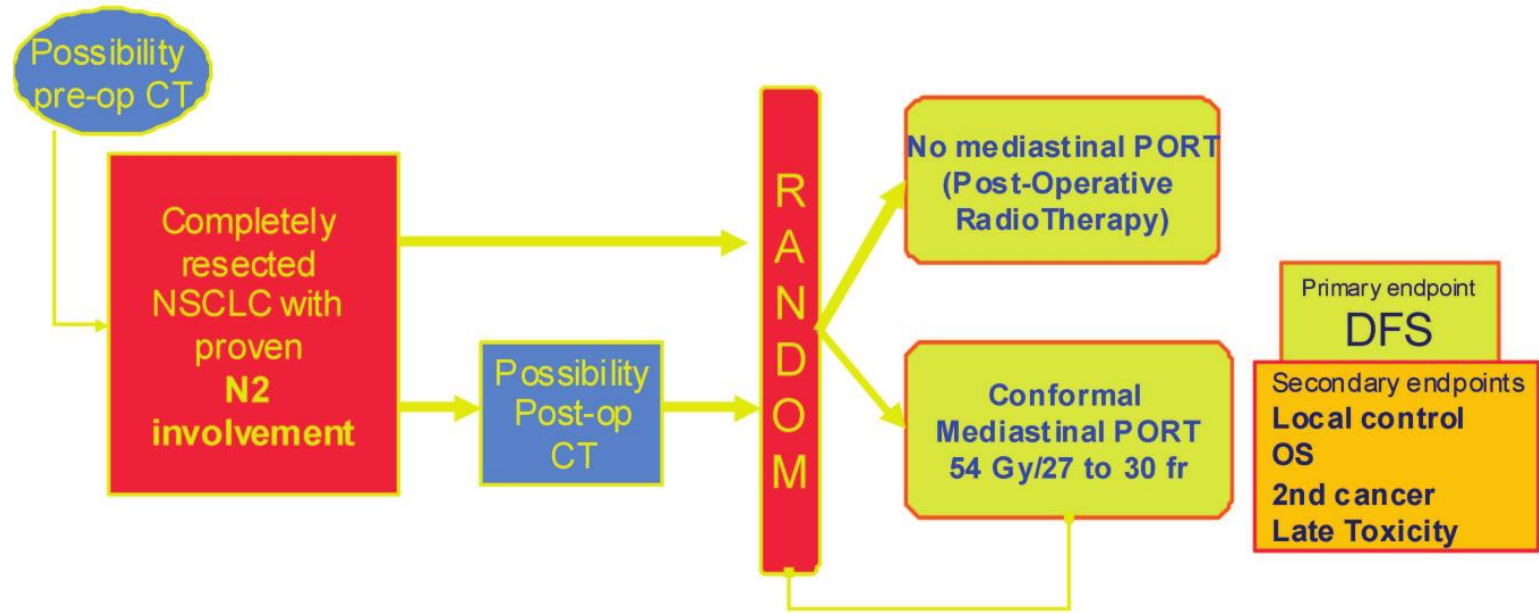 Possibility
pre-op CT
Completely
resected
NSCLC with
proven
N2
involvement
Possibility
Post-op
CT
RANDOM
No mediastinal PORT
(Post-Operative
RadioTherapy)
Conformal
Mediastinal PORT
54 Gy/27 to 30 fr
Primary endpoint
DFS
Secondary endpoints
Local control
OS
2nd cancer
Late Toxicity